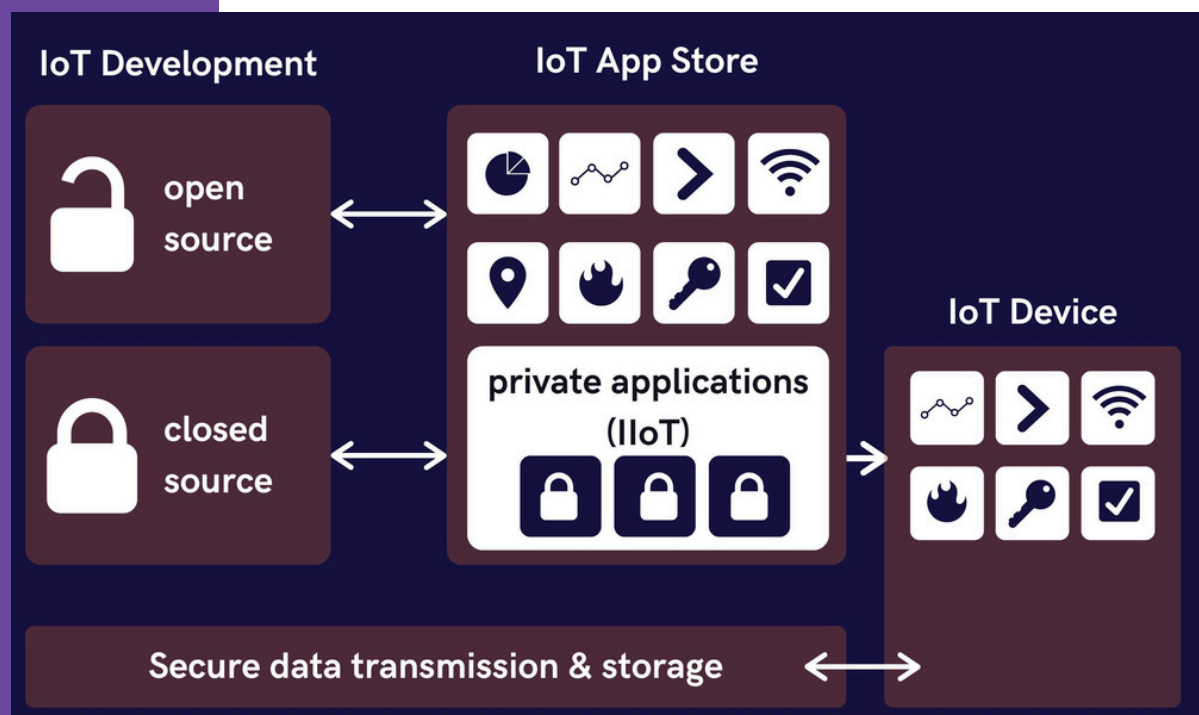 IoT Development
IoT App Store
open
source
closed
source
private applications
(IIoT)
IoT Device
Secure data transmission & storage